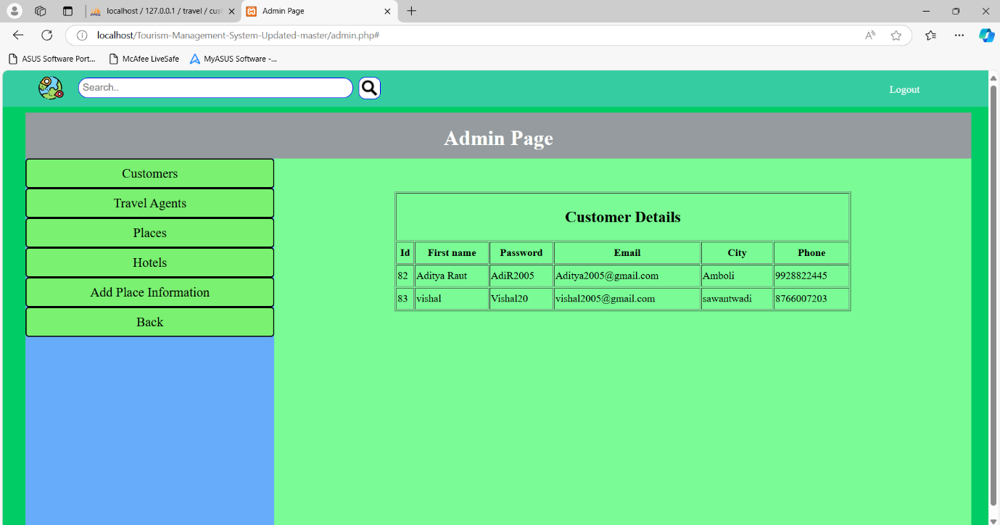 localhost / 127.0.0.1 / travel / cust
Admin Page
localhost/Tourism-Management-System-Updated-master/admin.php#
ASUS Software Port... McAfee LiveSafe MyASUS Software -...
Search..
Logout
Admin Page
Customers
Travel Agents
Places
Hotels
Add Place Information
Back
Customer Details
Id First name Password Email City Phone
82 Aditya Raut AdiR2005 Aditya2005@gmail.com Amboli 9928822445
83 vishal Vishal20 vishal2005@gmail.com sawantwadi 8766007203